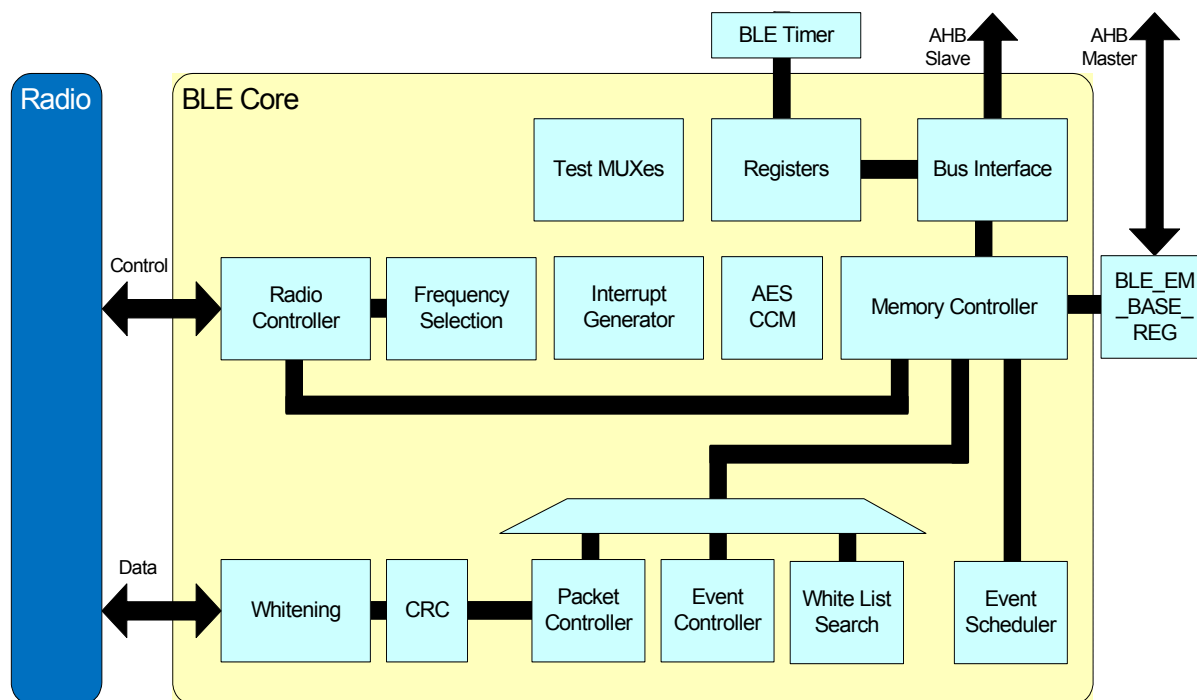 BLE Timer
AHB
Slave
AHB
Master
Radio
BLE Core
Test MUXes
Registers
Bus Interface
Control
Radio
Controller
Frequency
Selection
Interrupt
Generator
AES
CCM
Memory Controller
BLE_EM
_BASE_
REG
Data
Whitening
CRC
Packet
Controller
Event
Controller
White List
Search
Event
Scheduler